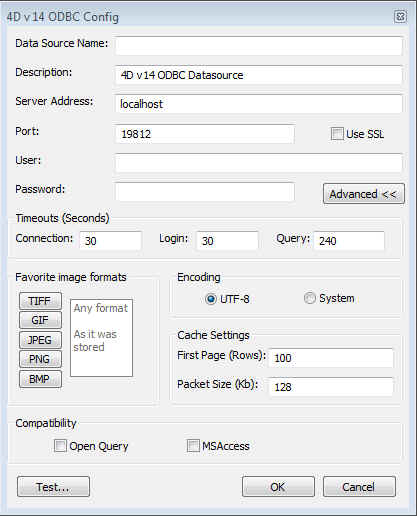 4D v14 ODBC Config
Data Source Name:
Description: 4D v14 ODBC Datasource
Server Address: localhost
Port: 19812 Use SSL
User:
Password: Advanced <<
Timeouts (Seconds)
Connection: 30 Login: 30 Query: 240
Favorite image formats
TIFF
GIF
JPEG
PNG
BMP
Any format
As it was
stored
Encoding
UTF-8 System
Cache Settings
First Page (Rows): 100
Packet Size (Kb): 128
Compatibility
Open Query MSAccess
Test... OK Cancel